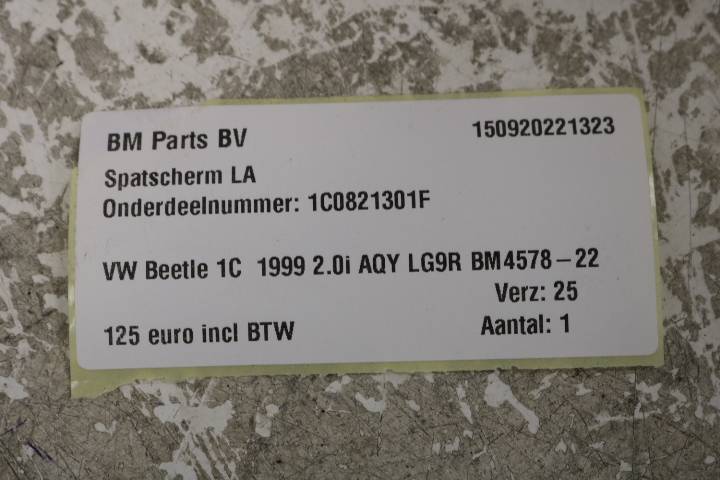 BM Parts BV 150920221323
Spatscherm LA
Onderdeelnummer: 1C0821301F
VW Beetle 1C 1999 2.0i AQY LG9R BM4578-22
Verz: 25
125 euro incl BTW Aantal: 1